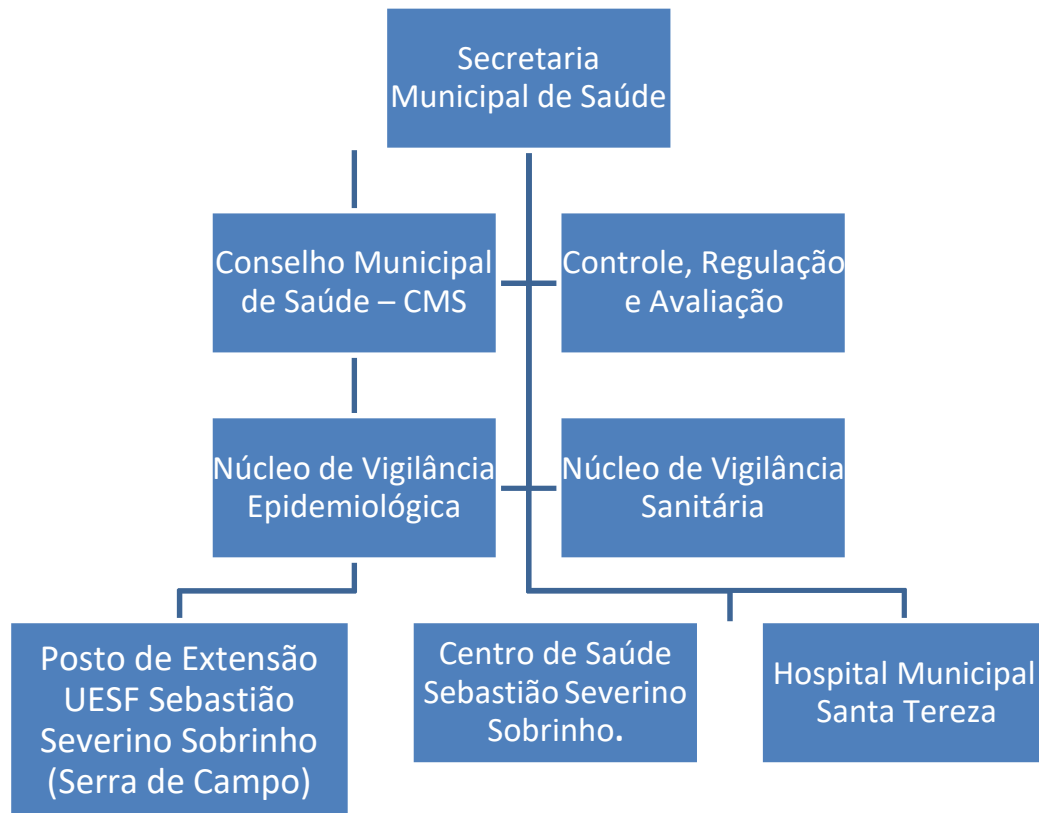 Secretaria
Municipal de Saúde
Conselho Municipal
de Saúde – CMS
Controle, Regulação
e Avaliação
Núcleo de Vigilância
Epidemiológica
Núcleo de Vigilância
Sanitária
Posto de Extensão
UESF Sebastião
Severino Sobrinho
(Serra de Campo)
Centro de Saúde
Sebastião Severino
Sobrinho.
Hospital Municipal
Santa Tereza